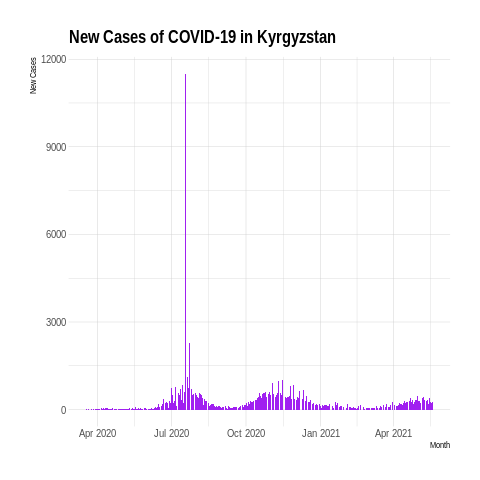 New Cases of COVID-19 in Kyrgyzstan
New Cases
12000
9000
6000
3000
0
Apr 2020 Jul 2020 Oct 2020 Jan 2021 Apr 2021
Month